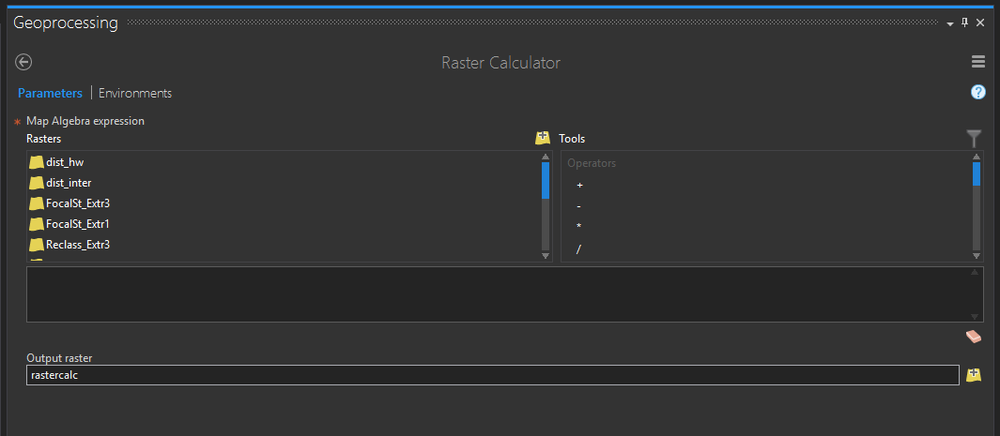 Geoprocessing
Raster Calculator
Parameters | Environments
?
* Map Algebra expression
Rasters
Tools
dist_hw
dist_inter
FocalSt_Extr3
FocalSt_Extr1
Reclass_Extr3
Operators
+
-
*
/
Output raster
rastercalc